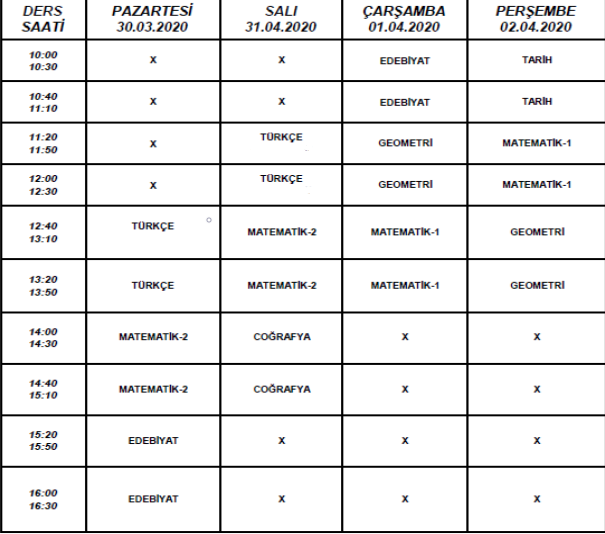 DERS SAATİ PAZARTESİ 30.03.2020 SALI 31.04.2020 ÇARŞAMBA 01.04.2020 PERŞEMBE 02.04.2020
10:00 10:30 X X EDEBİYAT TARİH
10:40 11:10 X X EDEBİYAT TARİH
11:20 11:50 X TÜRKÇE GEOMETRİ MATEMATİK-1
12:00 12:30 X TÜRKÇE GEOMETRİ MATEMATİK-1
12:40 13:10 TÜRKÇE MATEMATİK-2 MATEMATİK-1 GEOMETRİ
13:20 13:50 TÜRKÇE MATEMATİK-2 MATEMATİK-1 GEOMETRİ
14:00 14:30 MATEMATİK-2 COĞRAFYA X X
14:40 15:10 MATEMATİK-2 COĞRAFYA X X
15:20 15:50 EDEBİYAT X X X
16:00 16:30 EDEBİYAT X X X